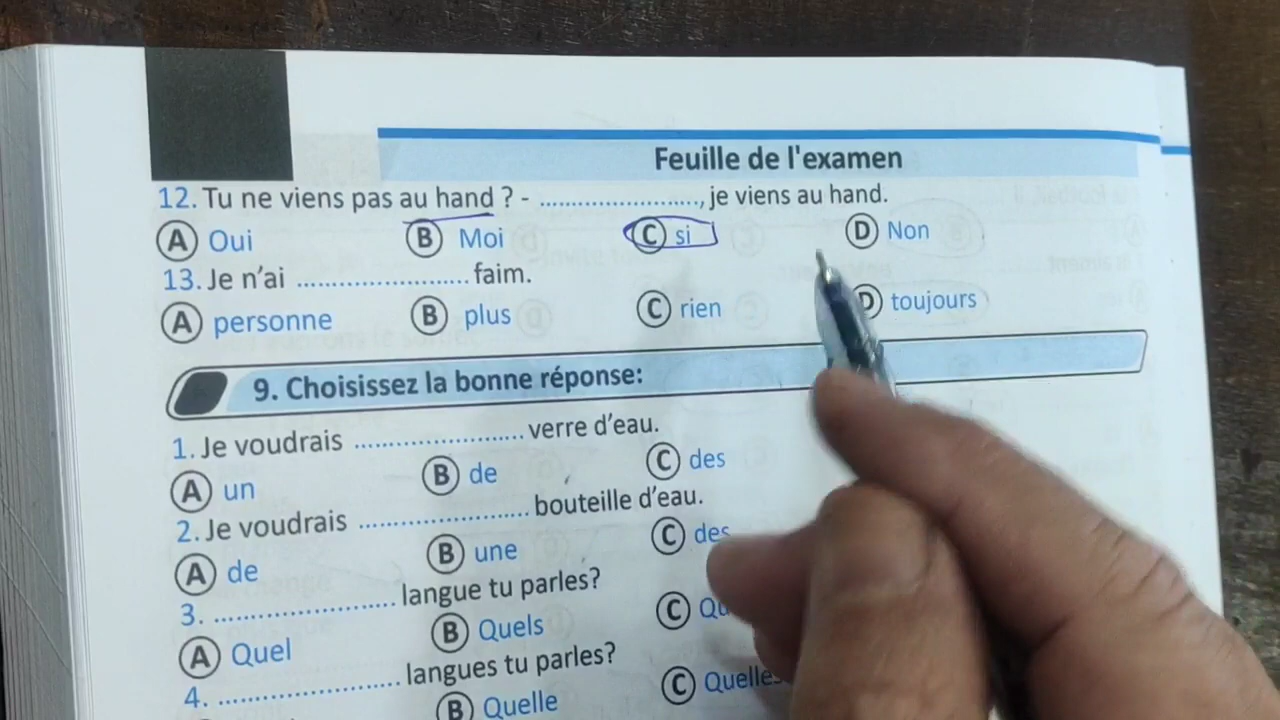 Feuille de l'examen
12. Tu ne viens pas au hand ? - ........................, je viens au hand.
A Oui B Moi C si D Non
13. Je n'ai ........................ faim.
A personne B plus C rien D toujours
9. Choisissez la bonne réponse:
1. Je voudrais ........................ verre d'eau.
A un B de C des
2. Je voudrais ........................ bouteille d'eau.
A de B une C des
3. ........................ langue tu parles?
A Quel B Quels C
4. ........................ langues tu parles?
B Quelle C Quelles